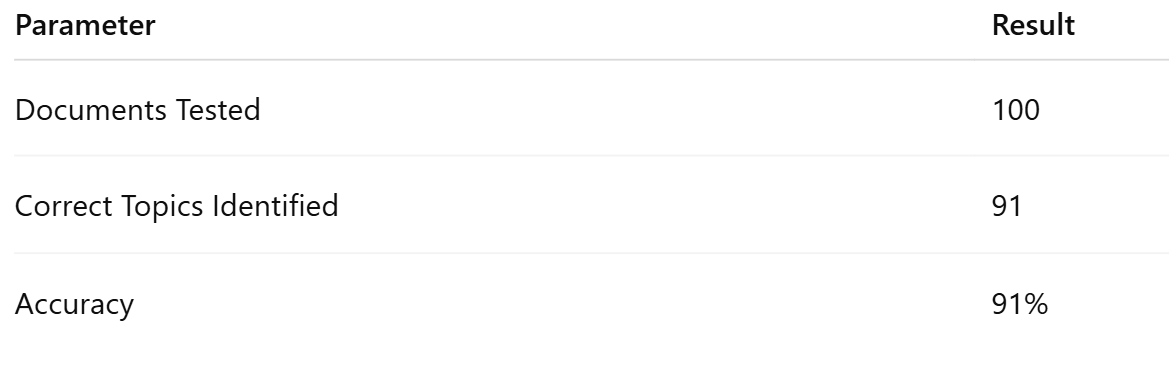 Parameter Result
Documents Tested 100
Correct Topics Identified 91
Accuracy 91%